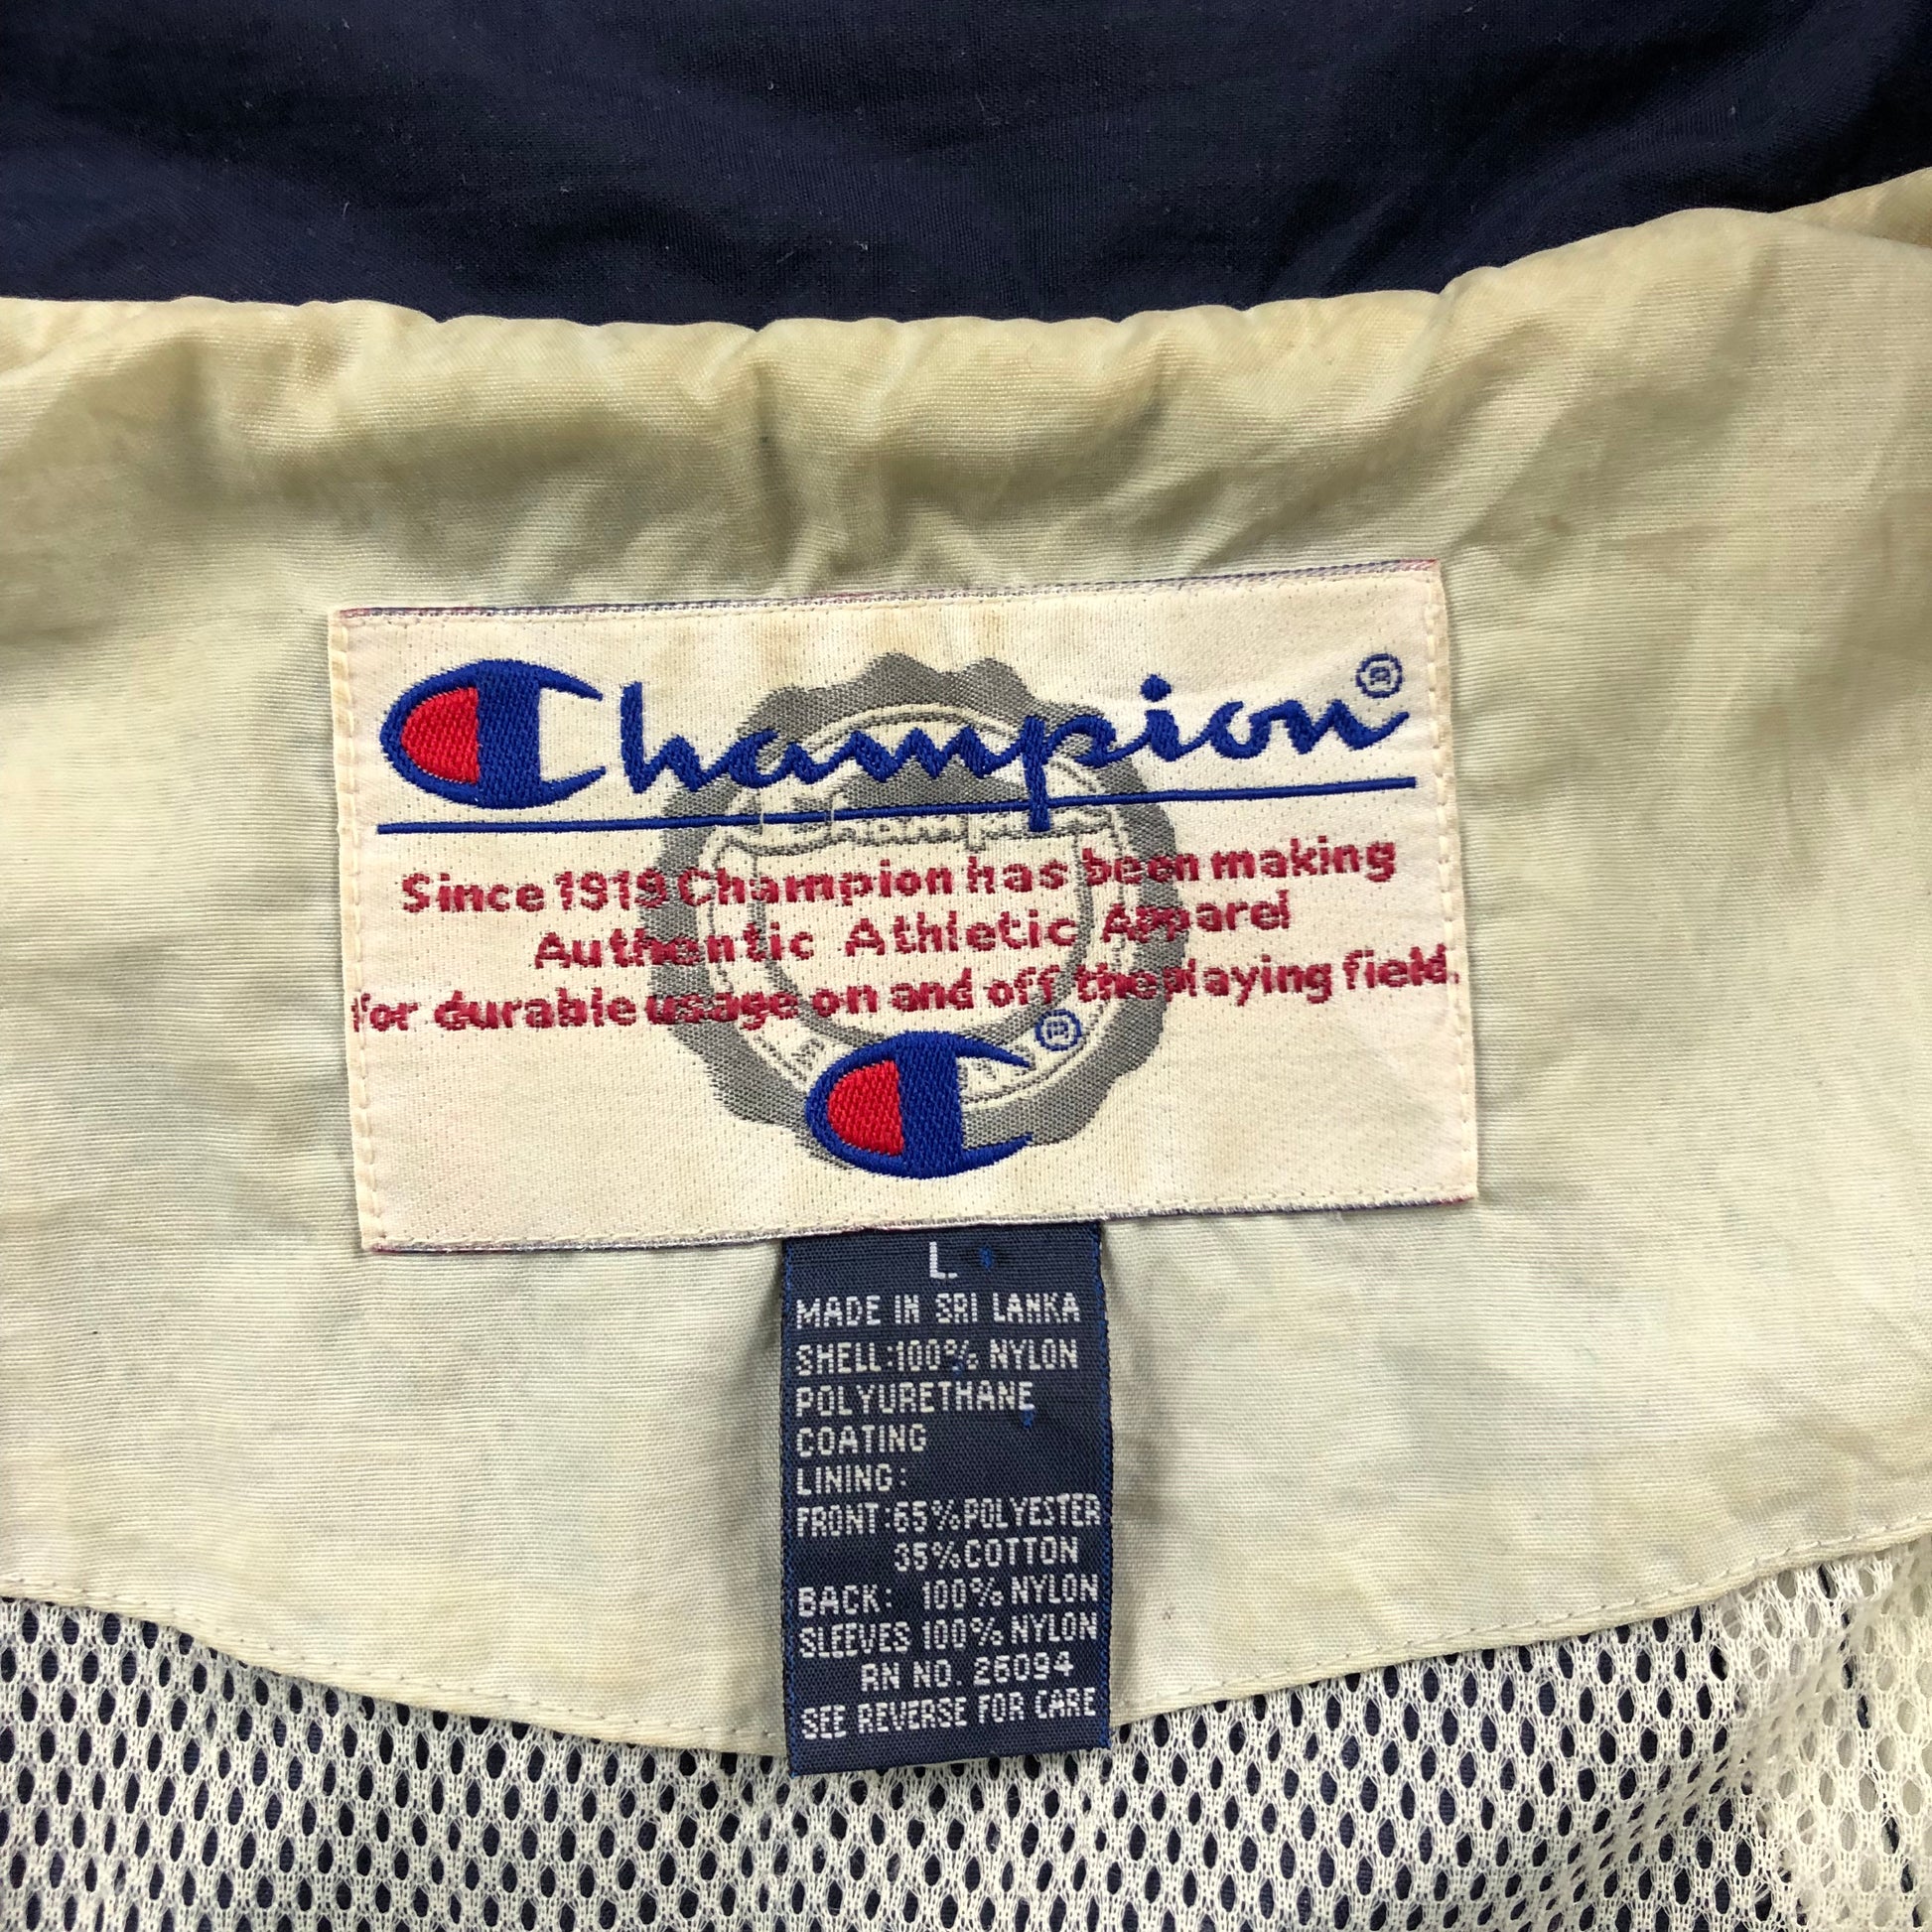 Champion®
Since 1919 Champion has been making
Authentic Athletic Apparel
for durable usage on and off the playing field.
®
L
MADE IN SRI LANKA
SHELL:100% NYLON
POLYURETHANE
COATING
LINING:
FRONT:65%POLYESTER
35%COTTON
BACK: 100% NYLON
SLEEVES 100% NYLON
RN NO. 26094
SEE REVERSE FOR CARE